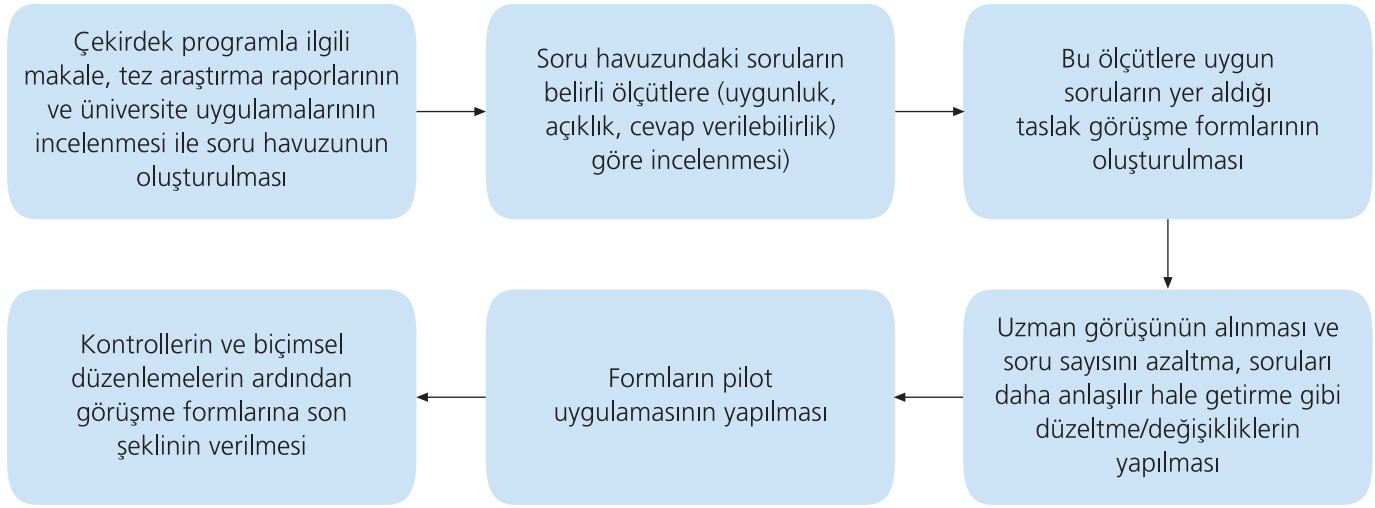 Çekirdek programla ilgili
makale, tez araştırma raporlarının
ve üniversite uygulamalarının
incelenmesi ile soru havuzunun
oluşturulması
Soru havuzundaki soruların
belirli ölçütlere (uygunluk,
açıklık, cevap verilebilirlik)
göre incelenmesi)
Bu ölçütlere uygun
soruların yer aldığı
taslak görüşme formlarının
oluşturulması
Uzman görüşünün alınması ve
soru sayısını azaltma, soruları
daha anlaşılır hale getirme gibi
düzeltme/değişikliklerin
yapılması
Formların pilot
uygulamasının yapılması
Kontrollerin ve biçimsel
düzenlemelerin ardından
görüşme formlarına son
şeklinin verilmesi